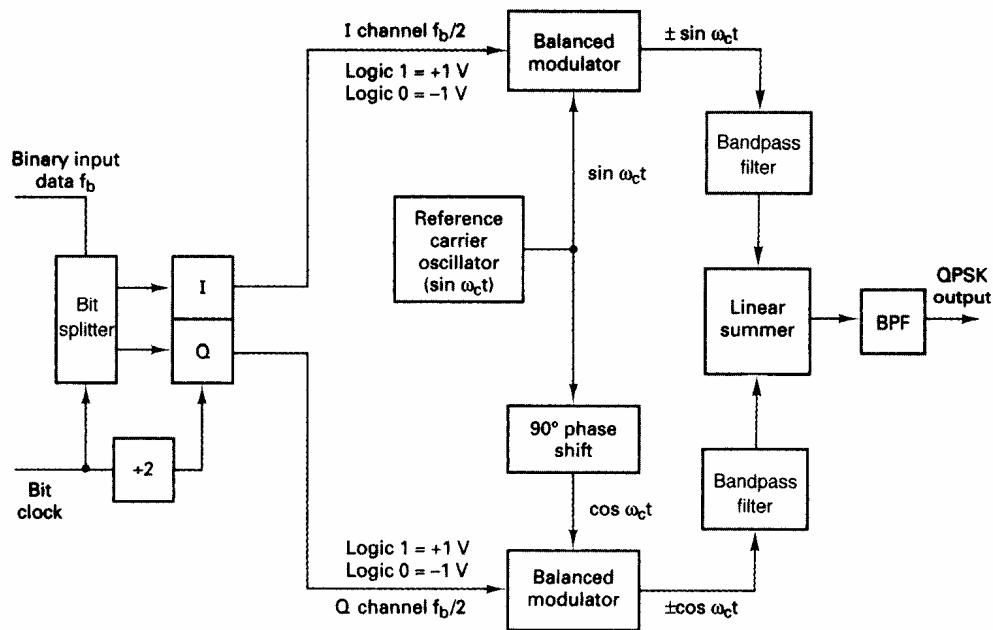 I channel f_b/2
Logic 1 = +1 V
Logic 0 = –1 V
Balanced
modulator
± sin ω_ct
Bandpass
filter
Binary input
data f_b
sin ω_ct
Reference
carrier
oscillator
(sin ω_ct)
Bit
splitter
I
Q
Linear
summer
BPF
QPSK
output
÷2
Bit
clock
90° phase
shift
cos ω_ct
Bandpass
filter
Logic 1 = +1 V
Logic 0 = –1 V
Q channel f_b/2
Balanced
modulator
±cos ω_ct